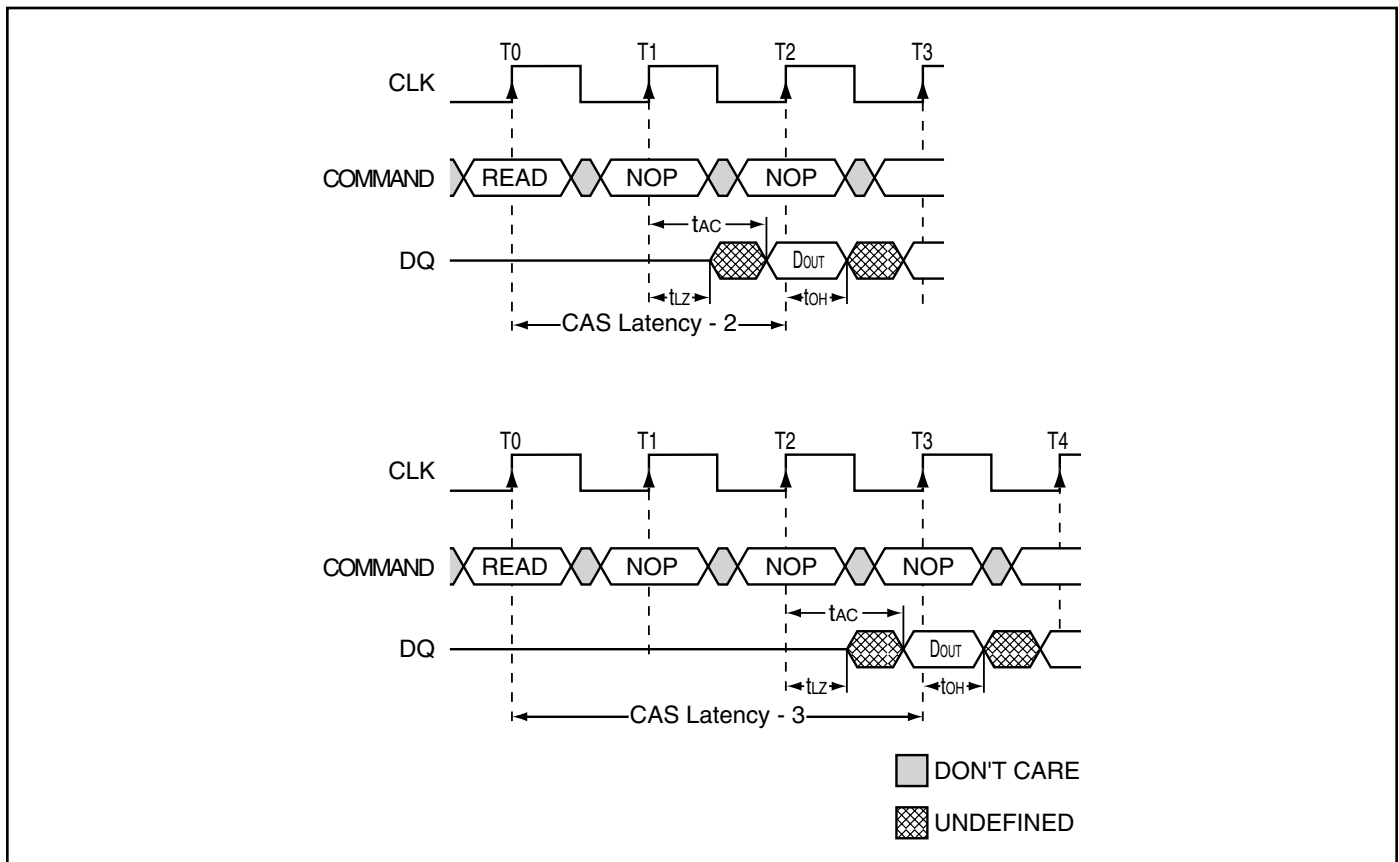 T0 T1 T2 T3
CLK
COMMAND READ NOP NOP
tAC
DQ DOUT
tLZ tOH
CAS Latency - 2
T0 T1 T2 T3 T4
CLK
COMMAND READ NOP NOP NOP
tAC
DQ DOUT
tLZ tOH
CAS Latency - 3
DON'T CARE
UNDEFINED